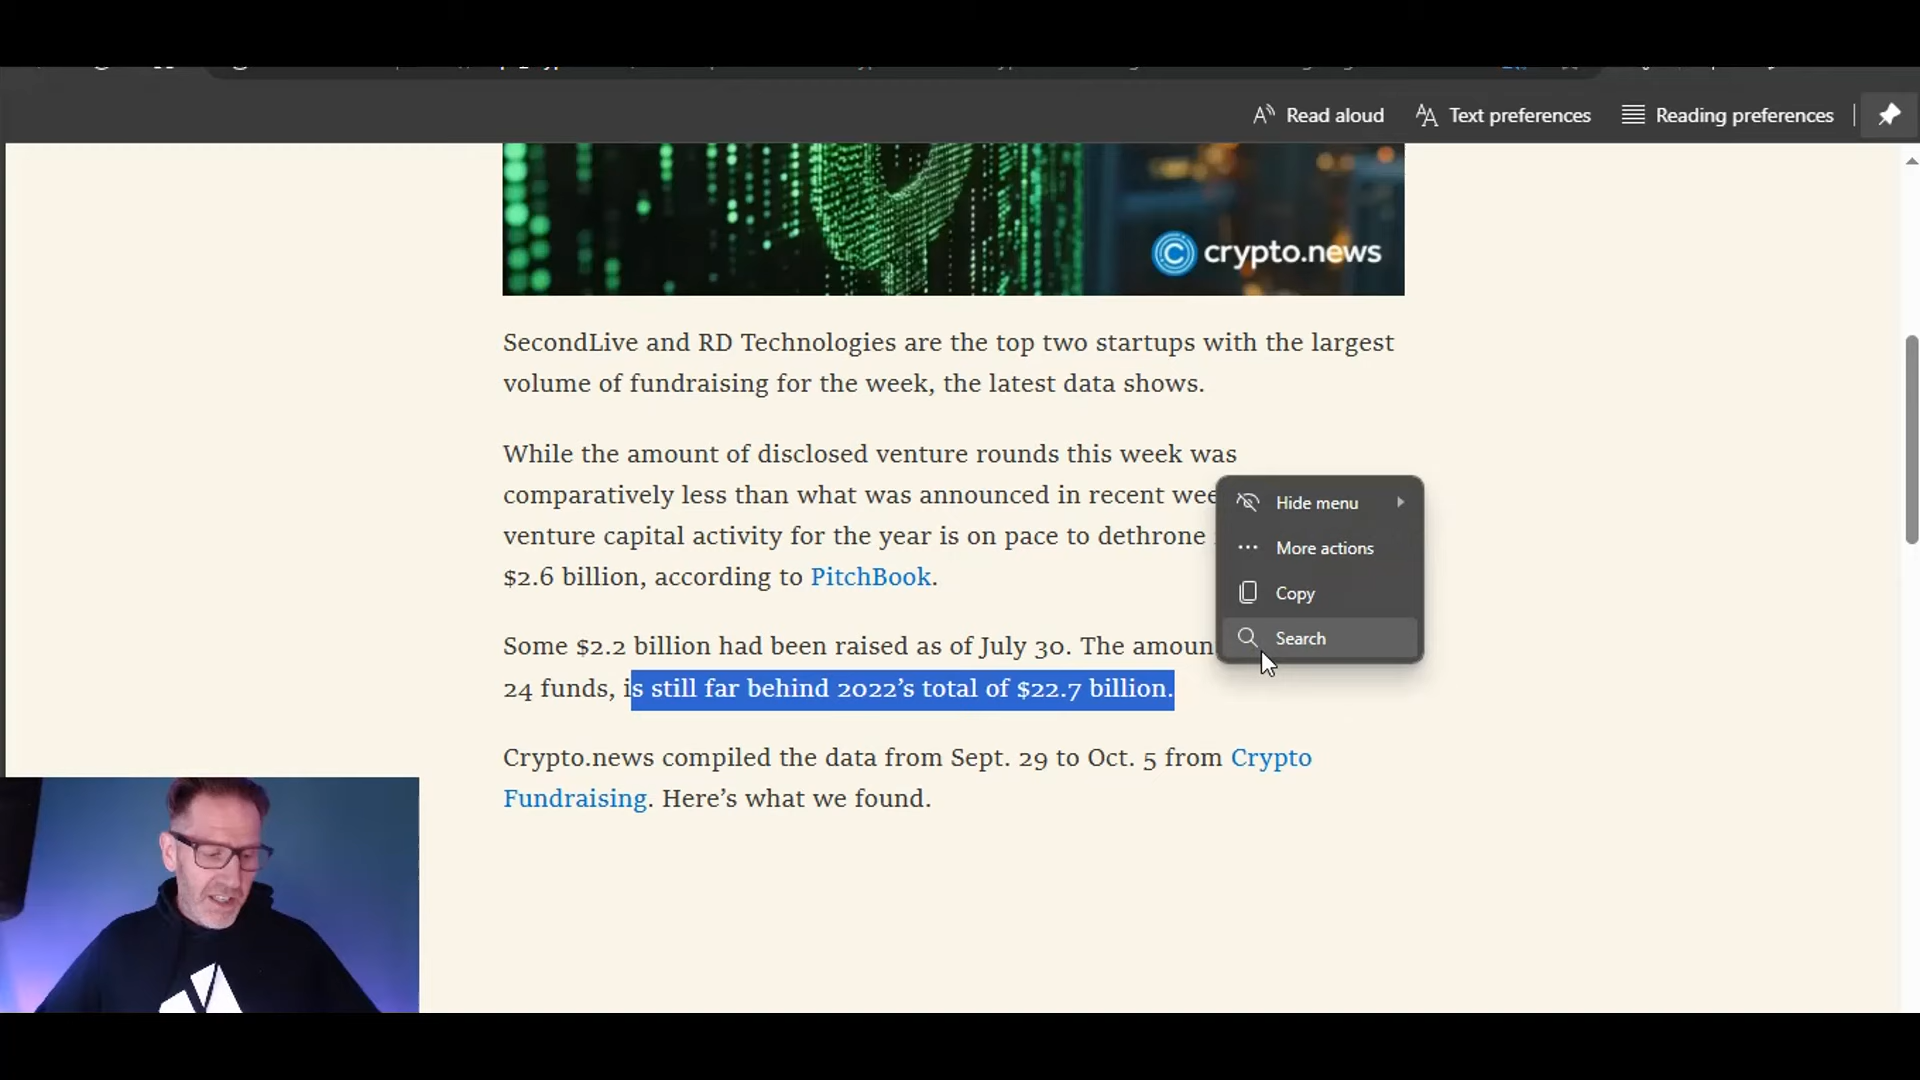 Read aloud
Text preferences
Reading preferences
crypto.news
SecondLive and RD Technologies are the top two startups with the largest
volume of fundraising for the week, the latest data shows.
While the amount of disclosed venture rounds this week was
comparatively less than what was announced in recent
venture capital activity for the year is on pace to dethrone
$2.6 billion, according to PitchBook.
Hide menu
More actions
Copy
Search
Some $2.2 billion had been raised as of July 30. The
24 funds, is still far behind 2022’s total of $22.7 billion.
Crypto.news compiled the data from Sept. 29 to Oct. 5 from Crypto
Fundraising. Here’s what we found.